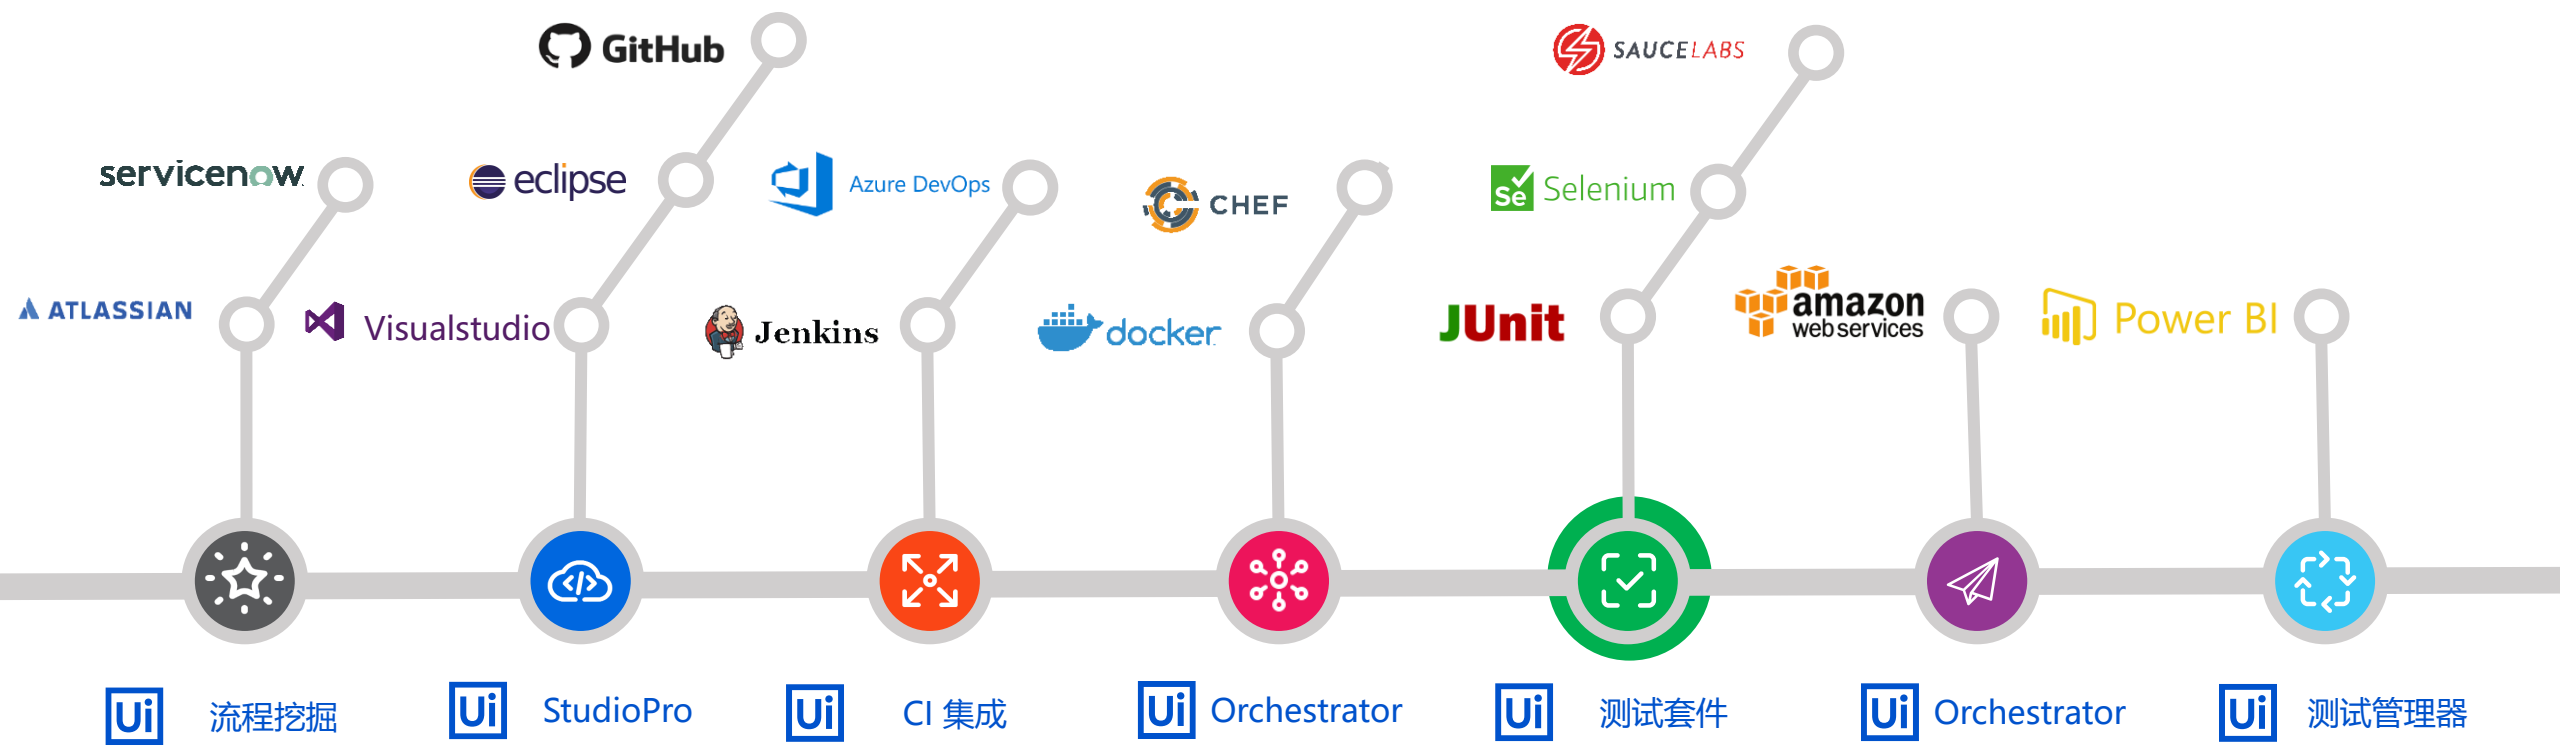 GitHub
SAUCELABS
servicenow
eclipse
Azure DevOps
CHEF
Se Selenium
ATLASSIAN
Visualstudio
Jenkins
docker
JUnit
amazon
web services
Power BI
Ui 流程挖掘
Ui StudioPro
Ui CI 集成
Ui Orchestrator
Ui 测试套件
Ui Orchestrator
Ui 测试管理器